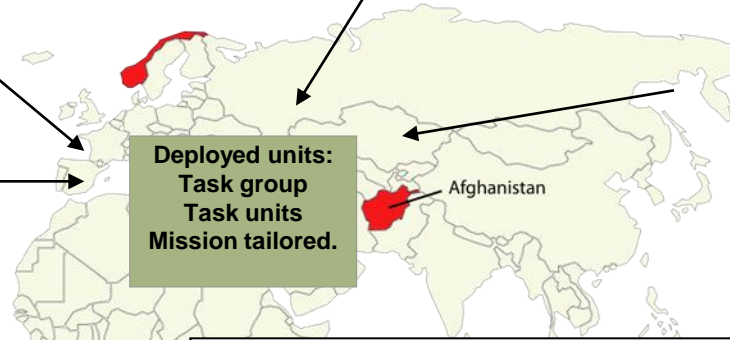 Deployed units:
Task group
Task units
Mission tailored.
Afghanistan